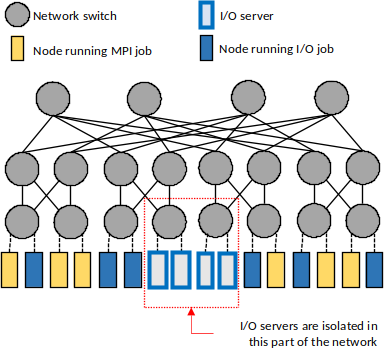 Network switch
I/O server
Node running MPI job
Node running I/O job
I/O servers are isolated in
this part of the network